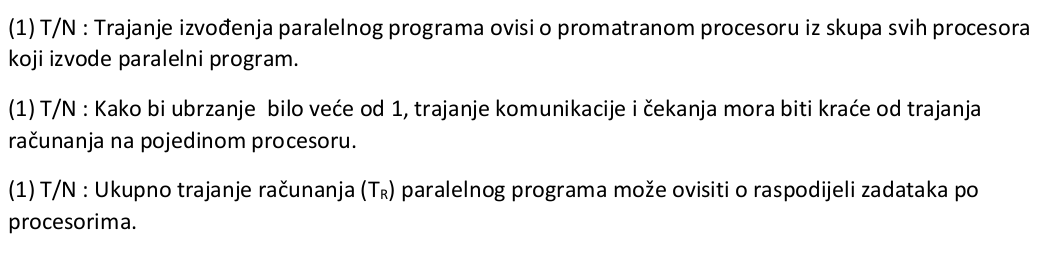 (1) T/N : Trajanje izvođenja paralelnog programa ovisi o promatranom procesoru iz skupa svih procesora
koji izvode paralelni program.
(1) T/N : Kako bi ubrzanje  bilo veće od 1, trajanje komunikacije i čekanja mora biti kraće od trajanja
računanja na pojedinom procesoru.
(1) T/N : Ukupno trajanje računanja (TR) paralelnog programa može ovisiti o raspodijeli zadataka po
procesorima.